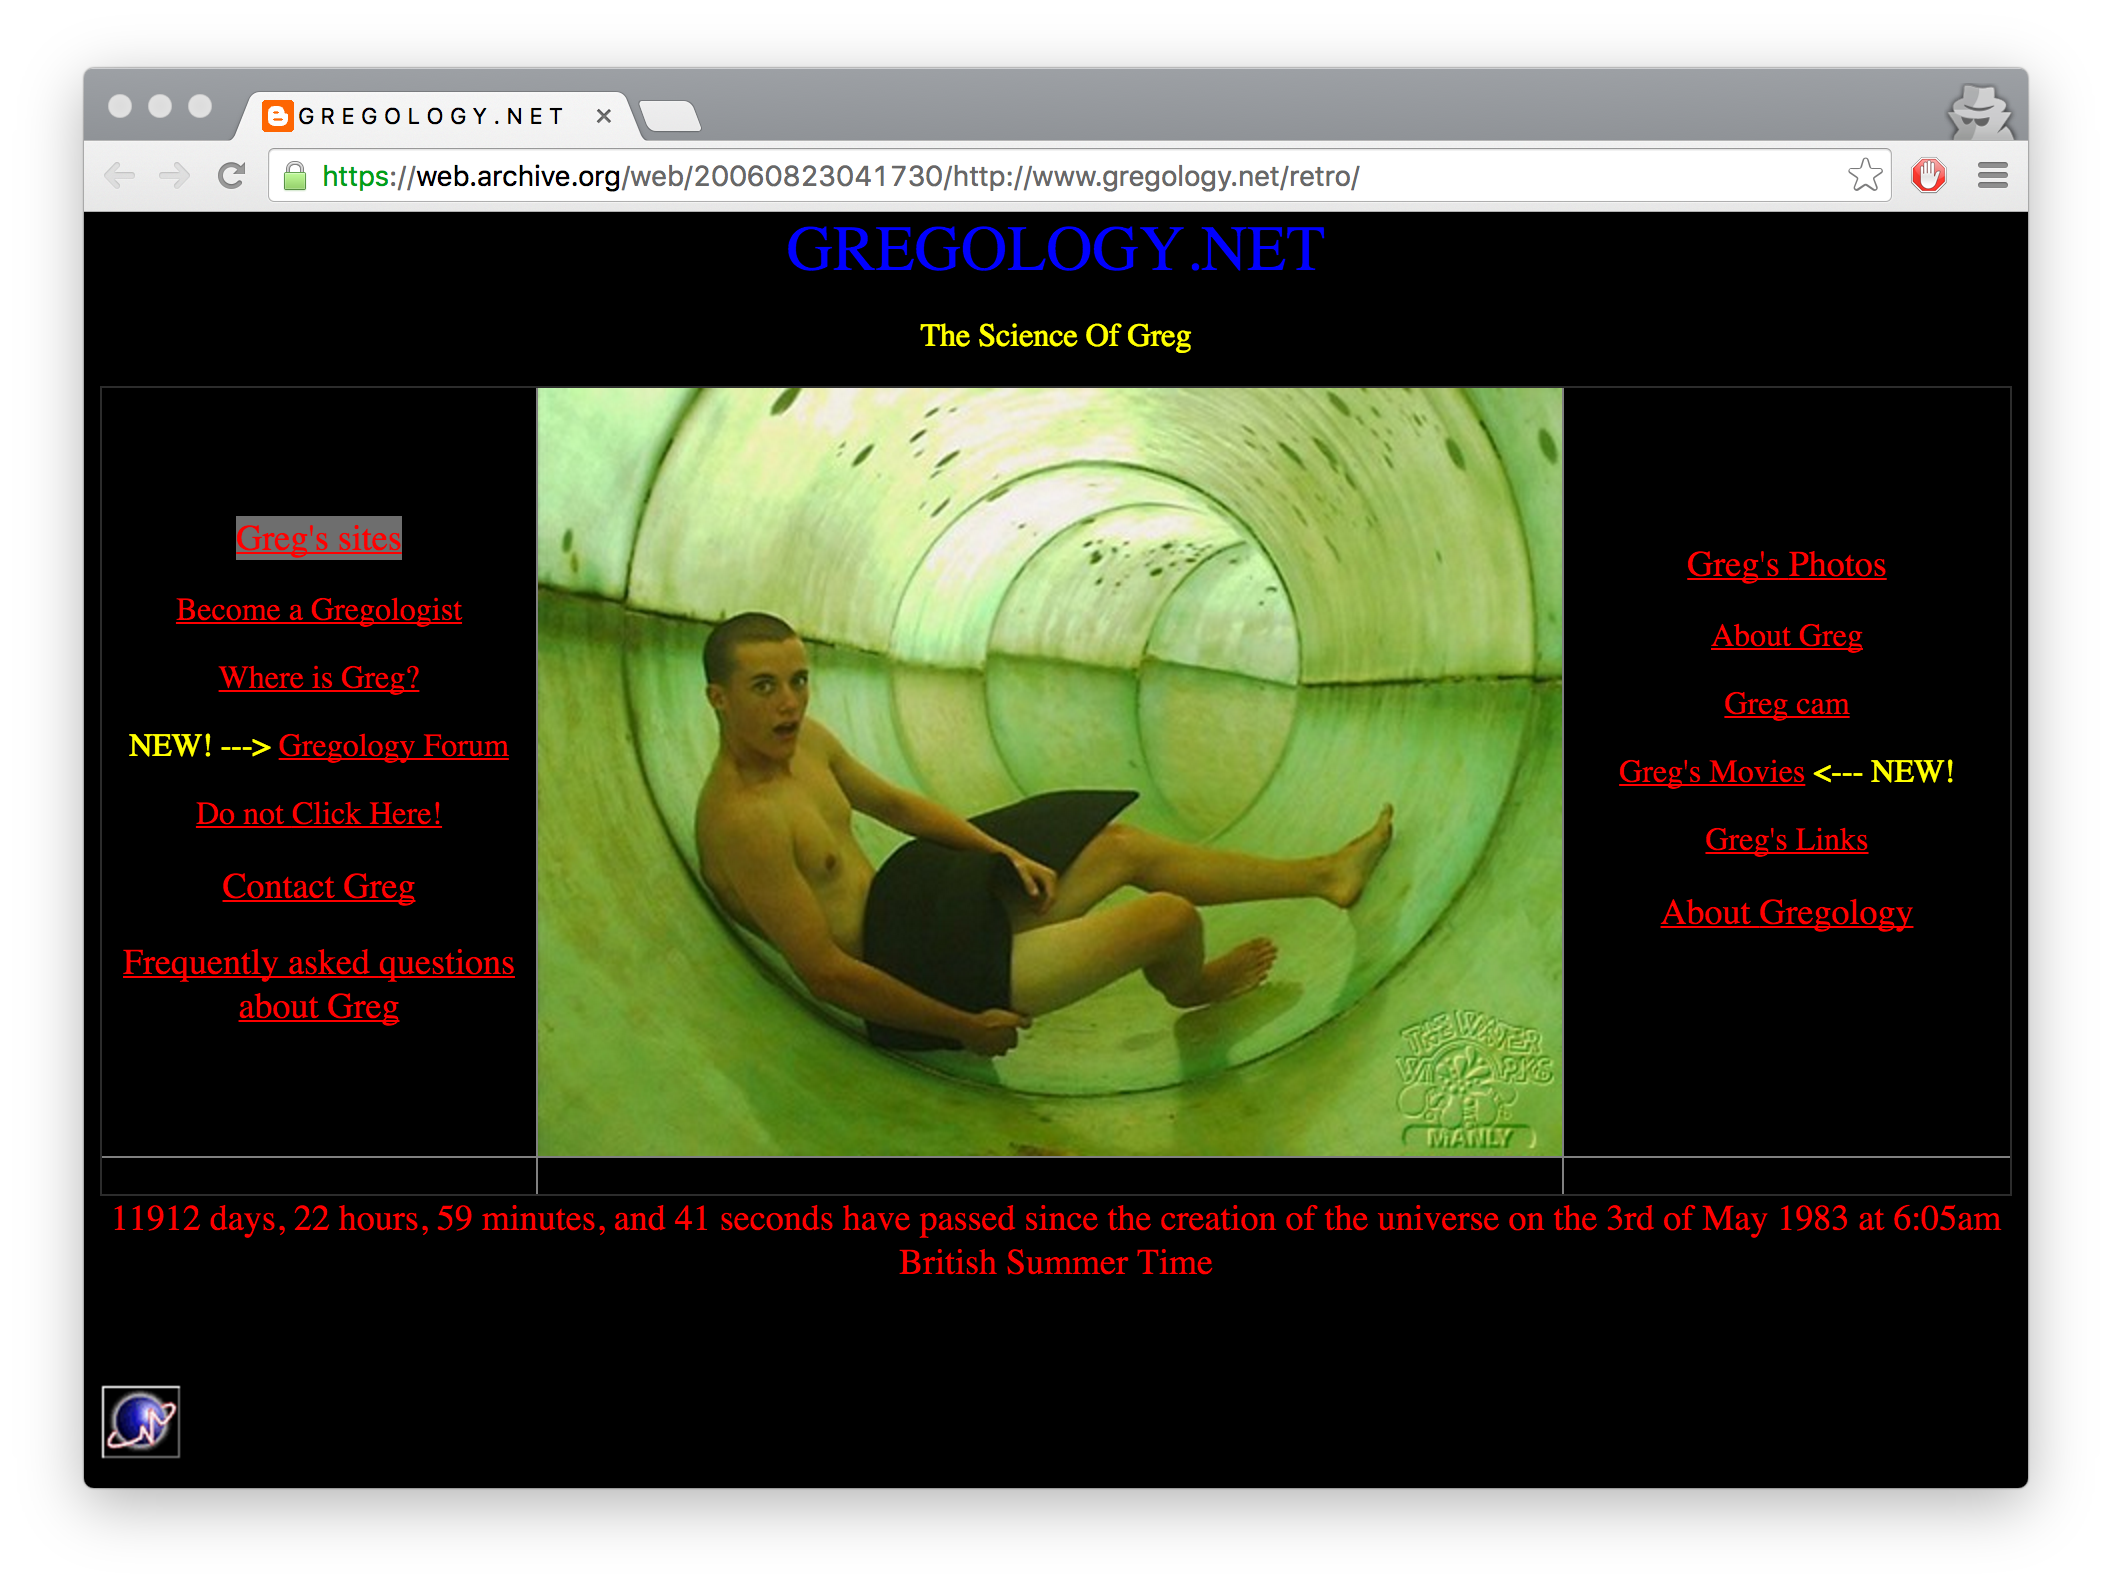 GREGOLOGY.NET
https://web.archive.org/web/20060823041730/http://www.gregology.net/retro/
GREGOLOGY.NET
The Science Of Greg
Greg's sites
Become a Gregologist
Where is Greg?
NEW! ---> Gregology Forum
Do not Click Here!
Contact Greg
Frequently asked questions
about Greg
THE WATER
WORKS
MANLY
Greg's Photos
About Greg
Greg cam
Greg's Movies <--- NEW!
Greg's Links
About Gregology
11912 days, 22 hours, 59 minutes, and 41 seconds have passed since the creation of the universe on the 3rd of May 1983 at 6:05am
British Summer Time
N